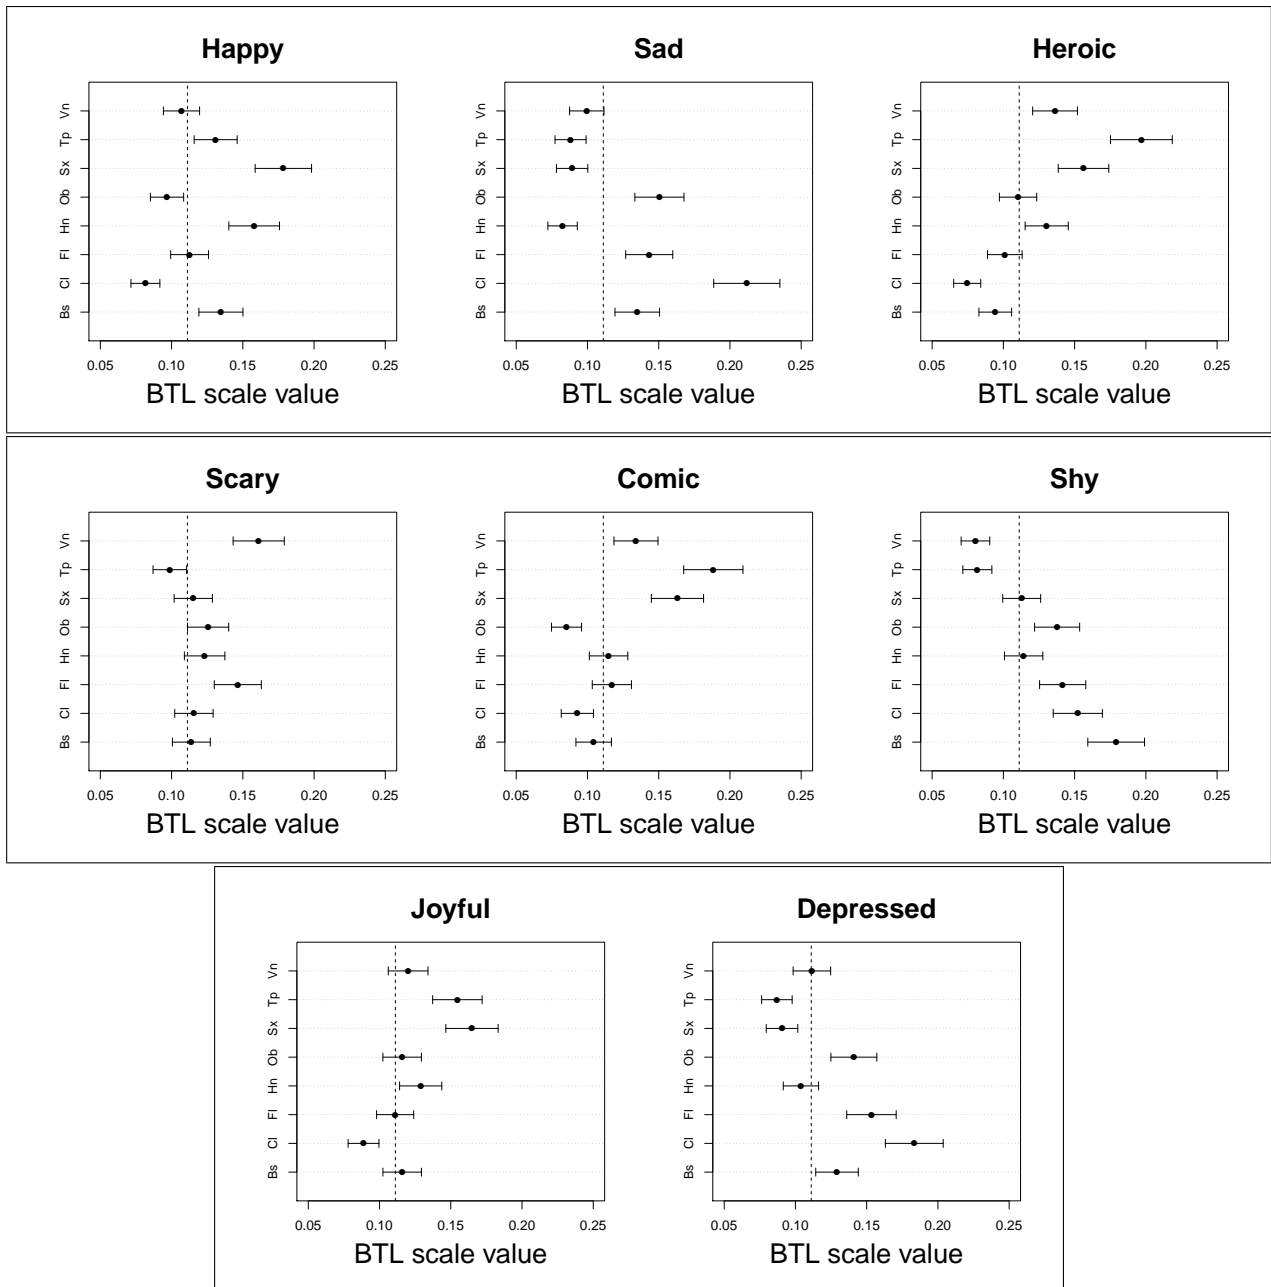 Happy
Sad
Heroic
Vn
Tp
Sx
Ob
Hn
Fl
Cl
Bs
0.05 0.10 0.15 0.20 0.25
BTL scale value
Vn
Tp
Sx
Ob
Hn
Fl
Cl
Bs
0.05 0.10 0.15 0.20 0.25
BTL scale value
Vn
Tp
Sx
Ob
Hn
Fl
Cl
Bs
0.05 0.10 0.15 0.20 0.25
BTL scale value
Scary
Comic
Shy
Vn
Tp
Sx
Ob
Hn
Fl
Cl
Bs
0.05 0.10 0.15 0.20 0.25
BTL scale value
Vn
Tp
Sx
Ob
Hn
Fl
Cl
Bs
0.05 0.10 0.15 0.20 0.25
BTL scale value
Vn
Tp
Sx
Ob
Hn
Fl
Cl
Bs
0.05 0.10 0.15 0.20 0.25
BTL scale value
Joyful
Depressed
Vn
Tp
Sx
Ob
Hn
Fl
Cl
Bs
0.05 0.10 0.15 0.20 0.25
BTL scale value
Vn
Tp
Sx
Ob
Hn
Fl
Cl
Bs
0.05 0.10 0.15 0.20 0.25
BTL scale value